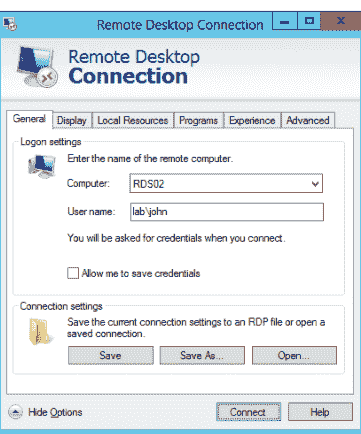 Remote Desktop Connection
Remote Desktop
Connection
General Display Local Resources Programs Experience Advanced
Logon settings
Enter the name of the remote computer.
Computer: RDS02
User name: lab\john
You will be asked for credentials when you connect.
Allow me to save credentials
Connection settings
Save the current connection settings to an RDP file or open a
saved connection.
Save Save As... Open...
Hide Options Connect Help